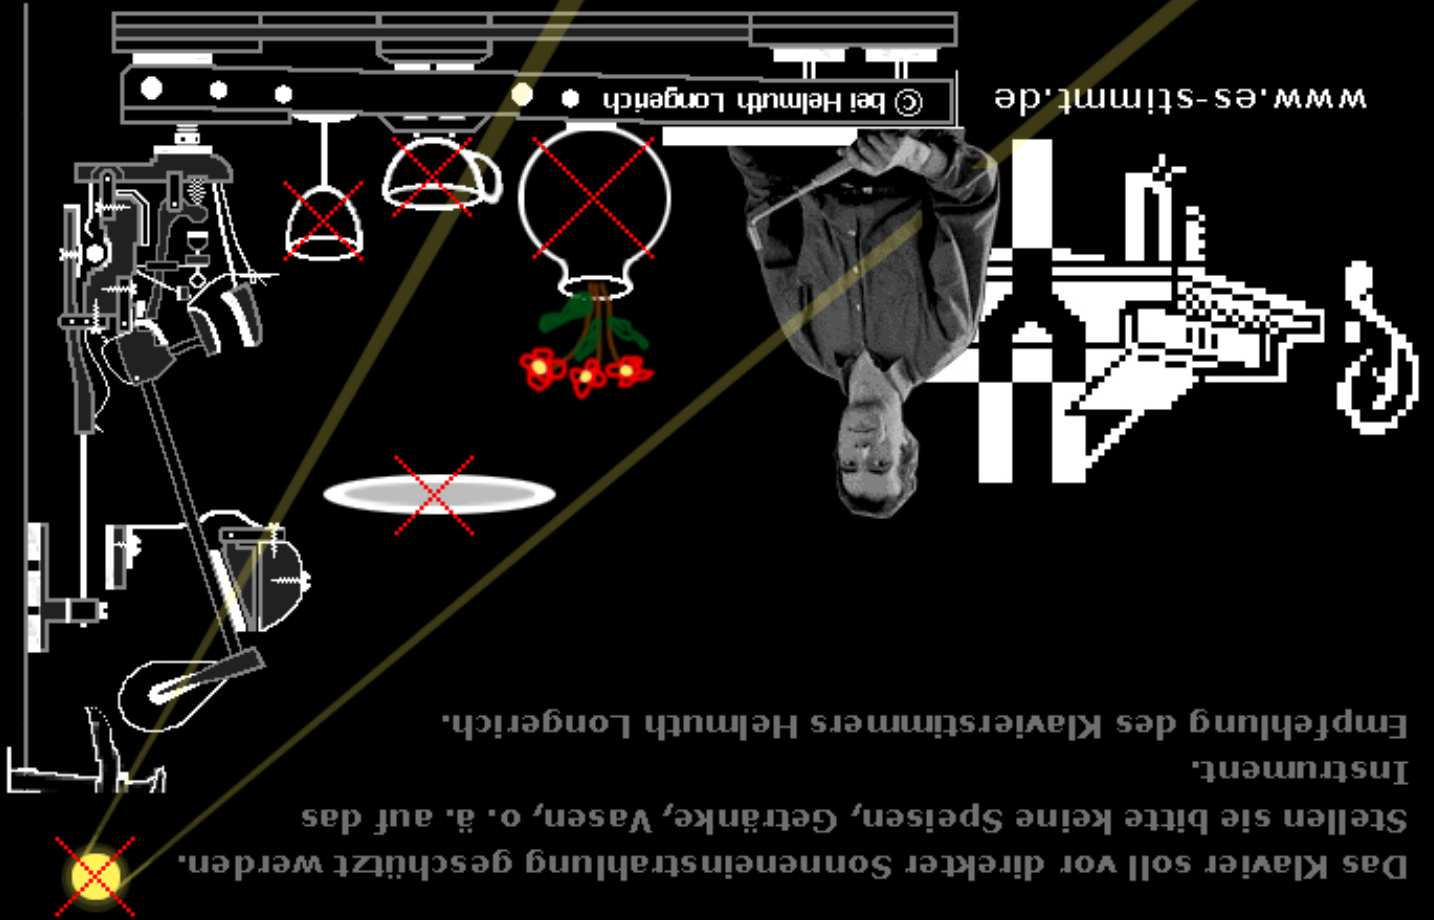 Das Klavier soll vor direkter Sonneneinstrahlung geschützt werden.
Stellen sie bitte keine Speisen, Getränke, Vasen, o. ä. auf das
Instrument.
Empfehlung des Klavierstimmers Helmuth Longerich.
www.es-stimmt.de
© bei Helmuth Longerich